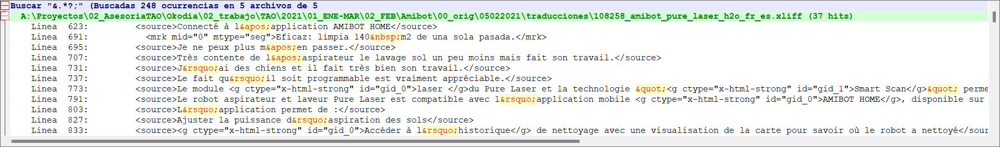 Buscar "&.*?;" (Buscadas 248 ocurrencias en 5 archivos de 5
A:\Proyectos\02_AsesoriaTAO\Okodia\02_trabajo\TAO\2021\01_ENE-MAR\02_FEB\Amibot\00_orig\05022021\traducciones\108258_amibot_pure_laser_h2o_fr_es.xliff (37 hits)
Linea 623: <source>Connecté à l&apos;application AMIBOT HOME</source>
Linea 691: <mrk mid="0" mtype="seg">Eficaz: limpia 140&nbsp;m2 de una sola pasada.</mrk>
Linea 695: <source>Je ne peux plus m&apos;en passer.</source>
Linea 707: <source>Très contente de l&apos;aspirateur le lavage sol un peu moins mais fait son travail.</source>
Linea 731: <source>J&rsquo;ai des chiens et il fait très bien son travail.</source>
Linea 737: <source>Le fait qu&rsquo;il soit programmable est vraiment appréciable.</source>
Linea 773: <source>Le module <g ctype="x-html-strong" id="gid_0">laser </g>du Pure Laser et la technologie &quot;<g ctype="x-html-strong" id="gid_1">Smart Scan</g>&quot; perme
Linea 791: <source>Le robot aspirateur et laveur Pure Laser est compatible avec l&rsquo;application mobile <g ctype="x-html-strong" id="gid_0">AMIBOT HOME</g>, disponible sur
Linea 803: <source>L&rsquo;application permet de :</source>
Linea 827: <source>Ajuster la puissance d&rsquo;aspiration des sols</source>
Linea 833: <source><g ctype="x-html-strong" id="gid_0">Accéder à l&rsquo;historique</g> de nettoyage avec une visualisation de la carte pour savoir où le robot a nettoyé</sour